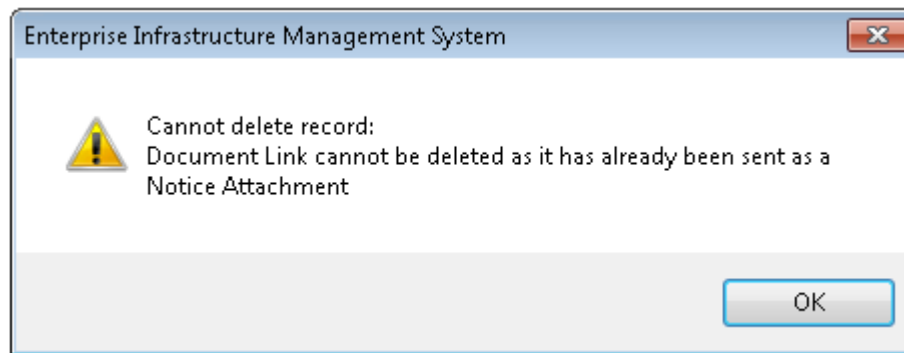 Enterprise Infrastructure Management System
Cannot delete record:
Document Link cannot be deleted as it has already been sent as a
Notice Attachment
OK